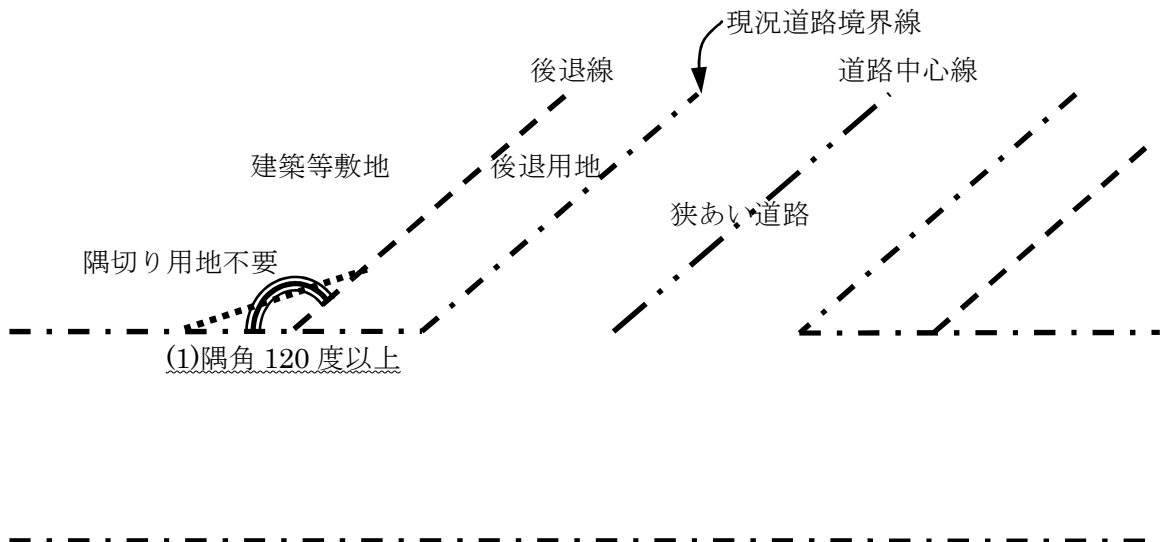 現況道路境界線
後退線
道路中心線
建築等敷地
後退用地
狭あい道路
隅切り用地不要
(1)隅角 120 度以上